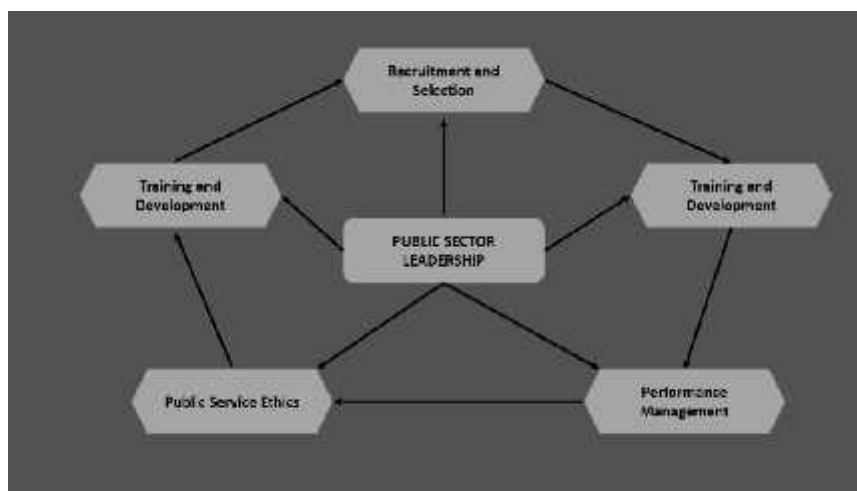 Recruitment and
Selection
Training and
Development
Training and
Development
PUBLIC SECTOR
LEADERSHIP
Public Service Ethics
Performance
Management